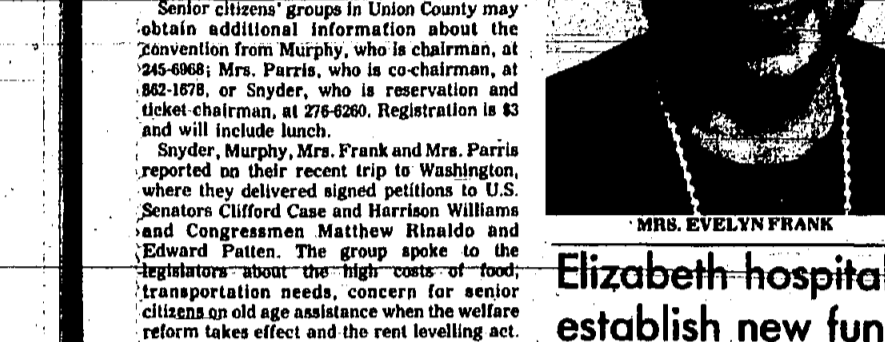 Senior citizens' groups in Union County may
obtain additional information about the
convention from Murphy, who is chairman, at
245-6968; Mrs. Parris, who is co-chairman, at
862-1678, or Snyder, who is reservation and
ticket chairman, at 276-6260. Registration is $3
and will include lunch.
Snyder, Murphy, Mrs. Frank and Mrs. Parris
reported on their recent trip to Washington,
where they delivered signed petitions to U.S.
Senators Clifford Case and Harrison Williams
and Congressmen Matthew Rinaldo and
Edward Patten. The group spoke to the
legislators about the high costs of food,
transportation needs, concern for senior
citizens on old age assistance when the welfare
reform takes effect and the rent levelling act.
MRS. EVELYN FRANK
Elizabeth hospital
establish new fun